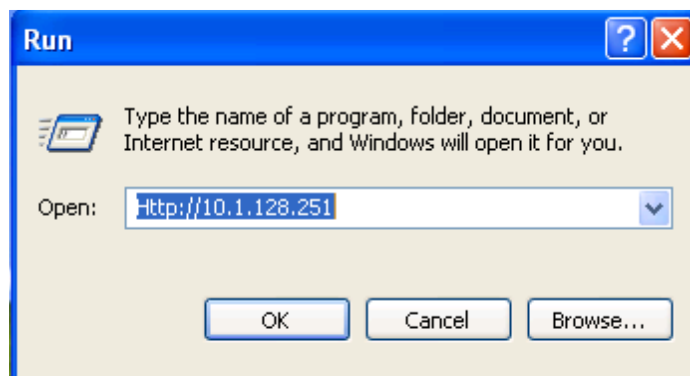 Run
Type the name of a program, folder, document, or
Internet resource, and Windows will open it for you.
Open: Http://10.1.128.251
OK Cancel Browse...